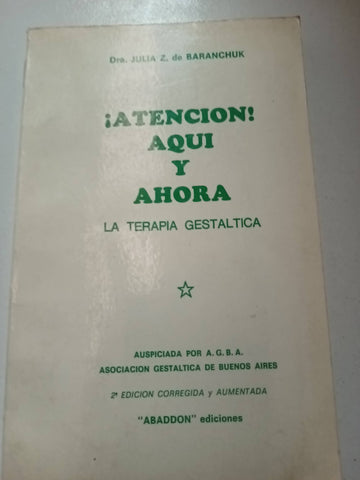 Dra. JULIA Z. de BARANCHUK
¡ATENCION!
AQUI
Y
AHORA
LA TERAPIA GESTALTICA
AUSPICIADA POR A.G.B.A.
ASOCIACION GESTALTICA DE BUENOS AIRES
2ª EDICION CORREGIDA y AUMENTADA
"ABADDON" ediciones